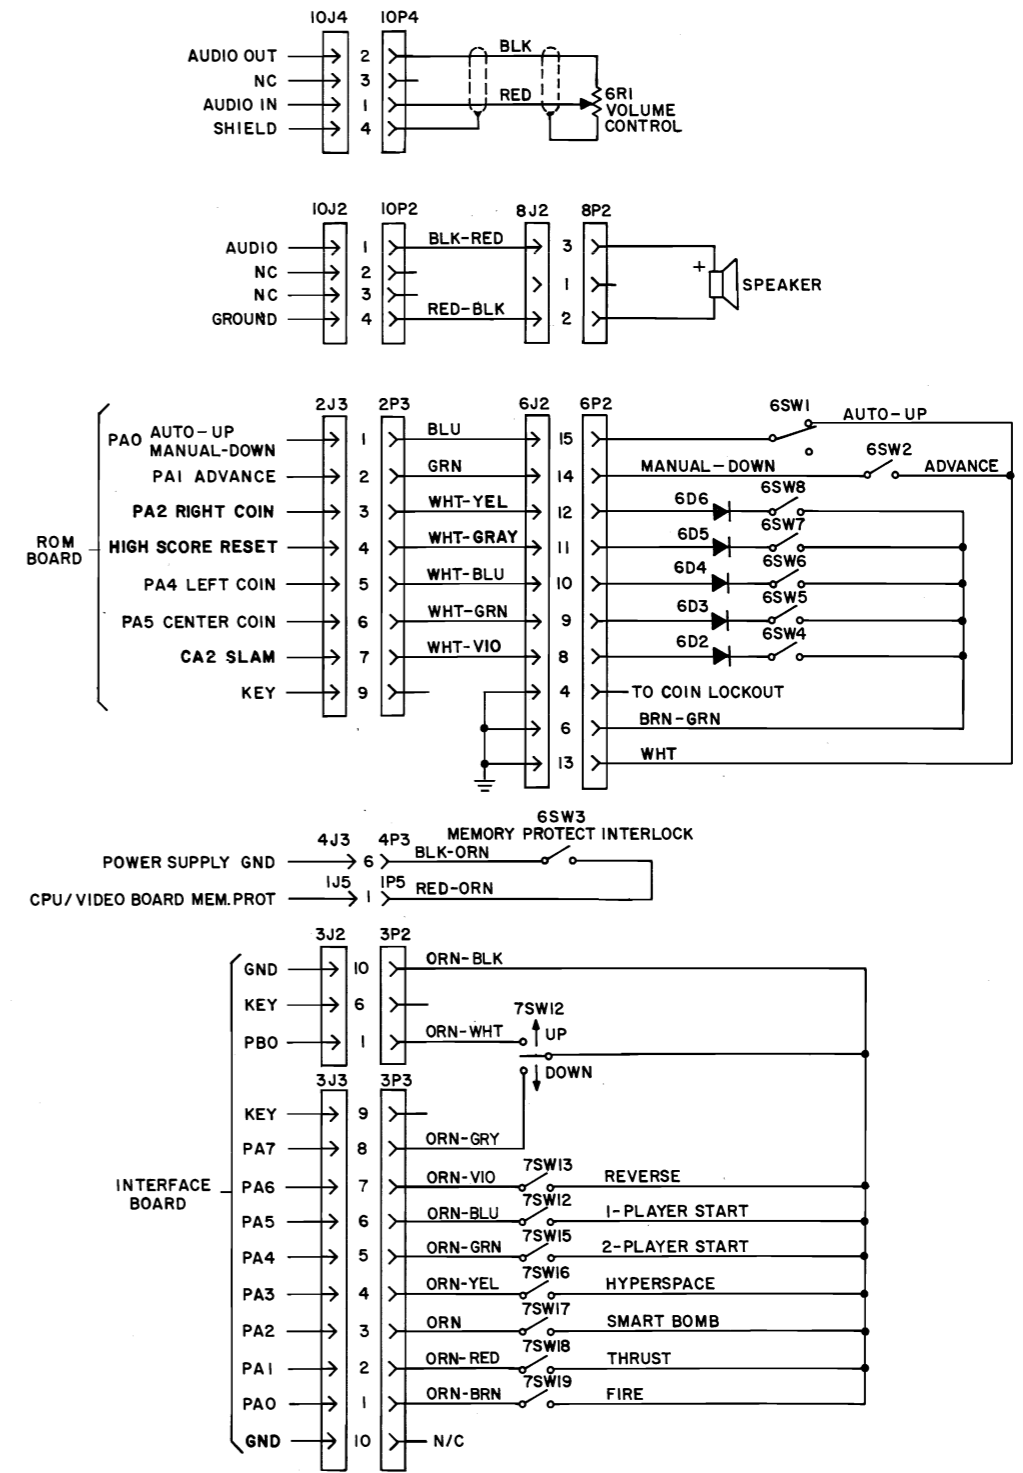 10J4 10P4
AUDIO OUT 2 BLK
NC 3
AUDIO IN 1 RED 6R1
VOLUME
CONTROL
SHIELD 4
10J2 10P2 8J2 8P2
AUDIO 1 BLK-RED 3
NC 2 1 + SPEAKER
NC 3
GROUND 4 RED-BLK 2
2J3 2P3 6J2 6P2 6SW1 AUTO-UP
PA0 AUTO-UP
MANUAL-DOWN 1 BLU 15
PA1 ADVANCE 2 GRN 14 MANUAL-DOWN 6SW2 ADVANCE
PA2 RIGHT COIN 3 WHT-YEL 12 6D6 6SW8
HIGH SCORE RESET 4 WHT-GRAY 11 6D5 6SW7
PA4 LEFT COIN 5 WHT-BLU 10 6D4 6SW6
PA5 CENTER COIN 6 WHT-GRN 9 6D3 6SW5
CA2 SLAM 7 WHT-VIO 8 6D2 6SW4
KEY 9 4 TO COIN LOCKOUT
6 BRN-GRN
13 WHT
ROM
BOARD
6SW3
MEMORY PROTECT INTERLOCK
4J3 4P3
POWER SUPPLY GND 6 BLK-ORN
1J5 1P5
CPU/VIDEO BOARD MEM.PROT 1 RED-ORN
3J2 3P2
GND 10 ORN-BLK
KEY 6
7SW12
PB0 1 ORN-WHT UP
DOWN
3J3 3P3
KEY 9
PA7 8 ORN-GRY
PA6 7 ORN-VIO 7SW13 REVERSE
PA5 6 ORN-BLU 7SW12 1-PLAYER START
PA4 5 ORN-GRN 7SW15 2-PLAYER START
PA3 4 ORN-YEL 7SW16 HYPERSPACE
PA2 3 ORN 7SW17 SMART BOMB
PA1 2 ORN-RED 7SW18 THRUST
PA0 1 ORN-BRN 7SW19 FIRE
GND 10 N/C
INTERFACE
BOARD